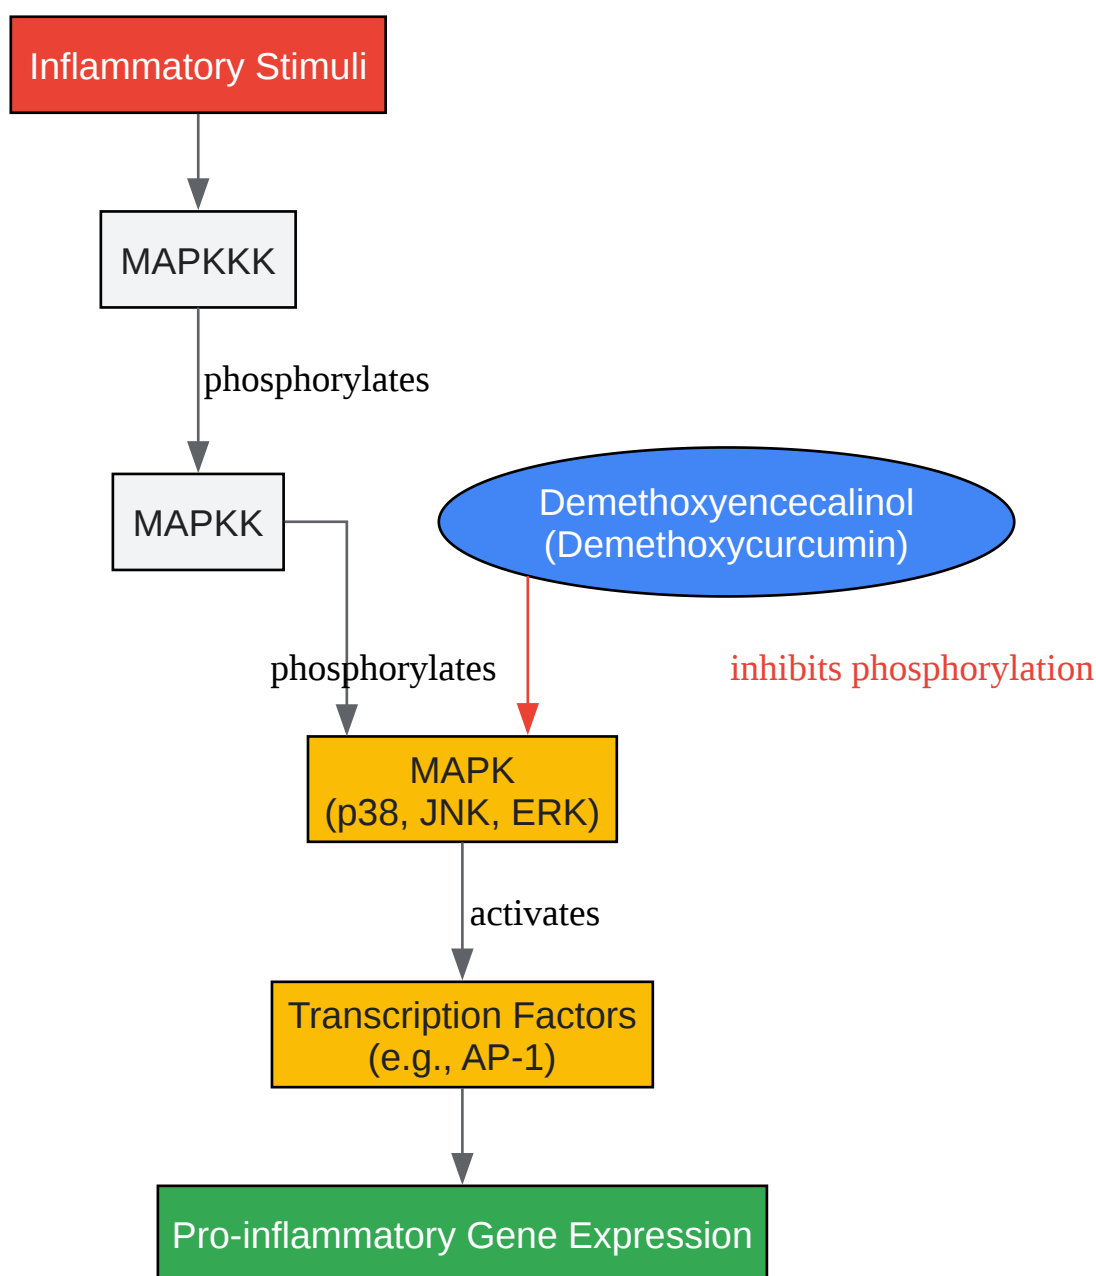 Inflammatory Stimuli
MAPKKK
phosphorylates
MAPKK
Demethoxyencecalinol
(Demethoxycurcumin)
phosphorylates
inhibits phosphorylation
MAPK
(p38, JNK, ERK)
activates
Transcription Factors
(e.g., AP-1)
Pro-inflammatory Gene Expression